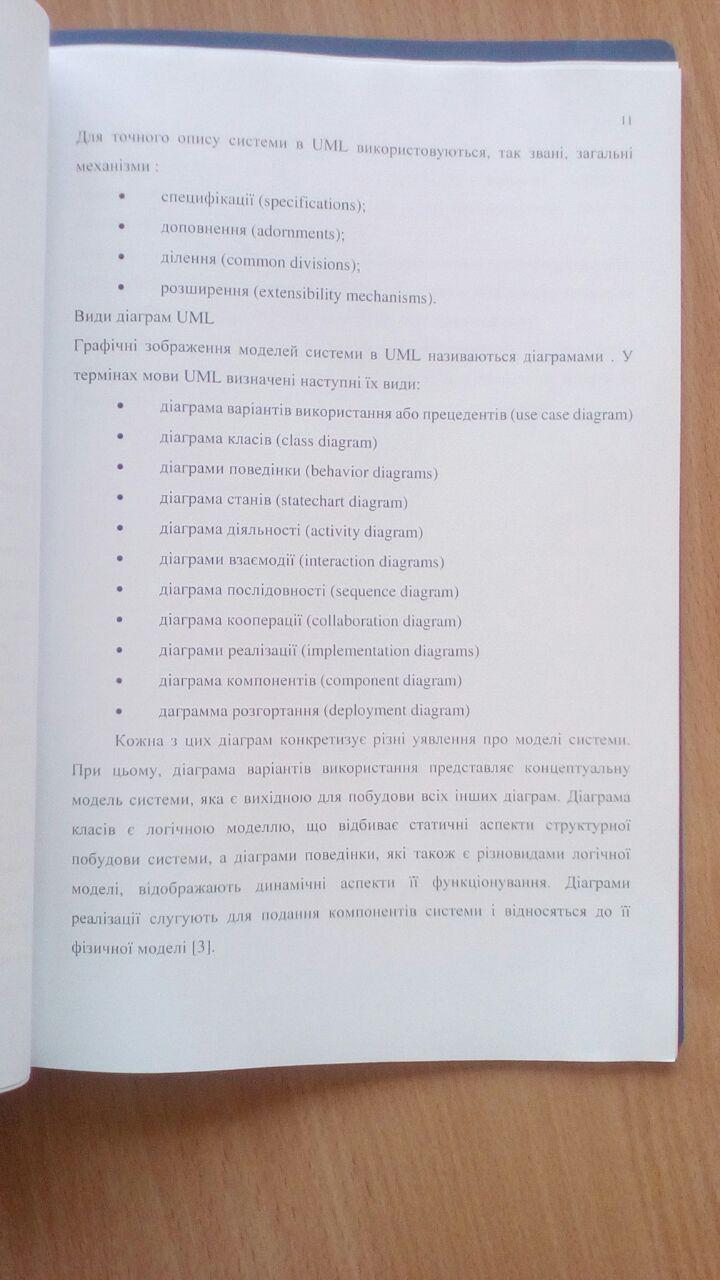 11
Для точного опису системи в UML використовуються, так звані, загальні
механізми :
• специфікації (specifications);
• доповнення (adornments);
• ділення (common divisions);
• розширення (extensibility mechanisms).
Види діаграм UML
Графічні зображення моделей системи в UML називаються діаграмами . У
термінах мови UML визначені наступні їх види:
• діаграма варіантів використання або прецедентів (use case diagram)
• діаграма класів (class diagram)
• діаграми поведінки (behavior diagrams)
• діаграма станів (statechart diagram)
• діаграма діяльності (activity diagram)
• діаграми взаємодії (interaction diagrams)
• діаграма послідовності (sequence diagram)
• діаграма кооперації (collaboration diagram)
• діаграми реалізації (implementation diagrams)
• діаграма компонентів (component diagram)
• даграмма розгортання (deployment diagram)
Кожна з цих діаграм конкретизує різні уявлення про моделі системи.
При цьому, діаграма варіантів використання представляє концептуальну
модель системи, яка є вихідною для побудови всіх інших діаграм. Діаграма
класів є логічною моделлю, що відбиває статичні аспекти структурної
побудови системи, а діаграми поведінки, які також є різновидами логічної
моделі, відображають динамічні аспекти її функціонування. Діаграми
реалізації слугують для подання компонентів системи і відносяться до її
фізичної моделі [3].